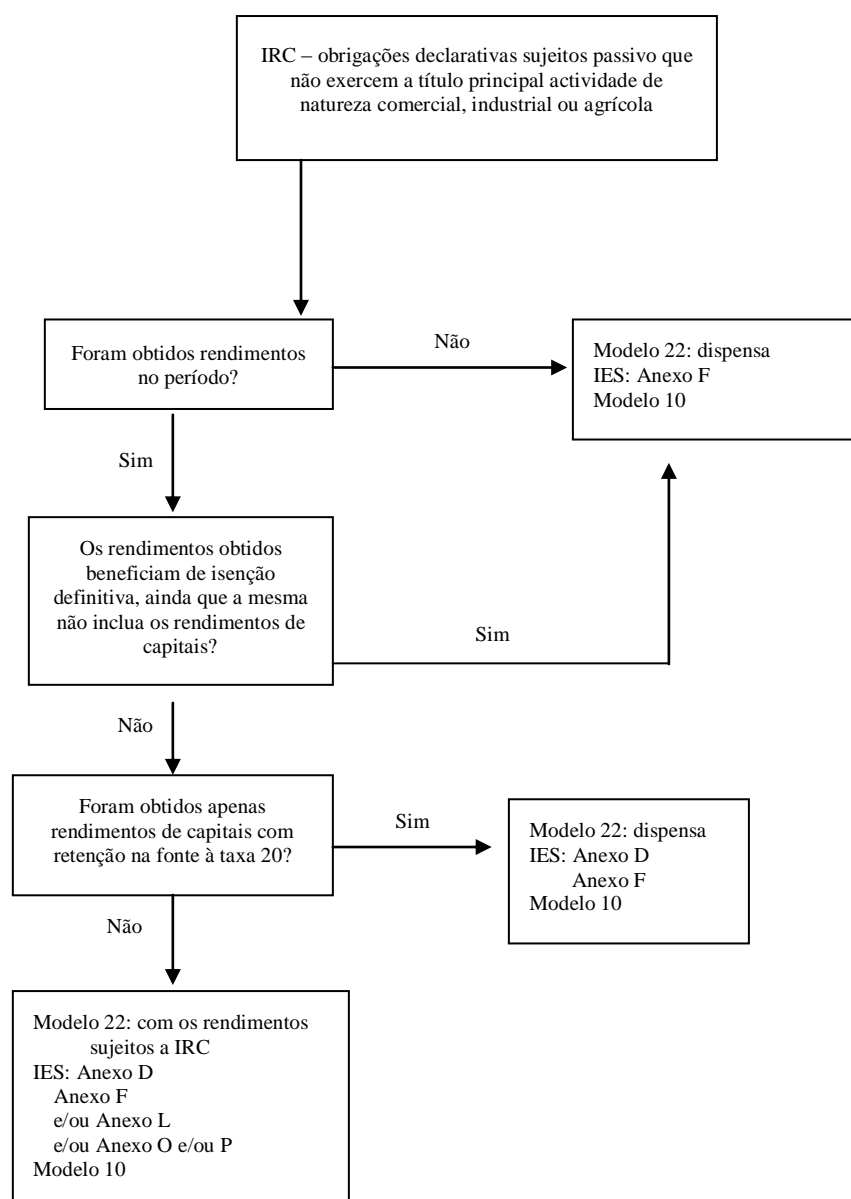 IRC – obrigações declarativas sujeitos passivo que
não exercem a título principal actividade de
natureza comercial, industrial ou agrícola
Foram obtidos rendimentos
no período?
Não
Modelo 22: dispensa
IES: Anexo F
Modelo 10
Sim
Os rendimentos obtidos
beneficiam de isenção
definitiva, ainda que a mesma
não inclua os rendimentos de
capitais?
Sim
Não
Foram obtidos apenas
rendimentos de capitais com
retenção na fonte à taxa 20?
Sim
Modelo 22: dispensa
IES: Anexo D
Anexo F
Modelo 10
Não
Modelo 22: com os rendimentos
sujeitos a IRC
IES: Anexo D
Anexo F
e/ou Anexo L
e/ou Anexo O e/ou P
Modelo 10